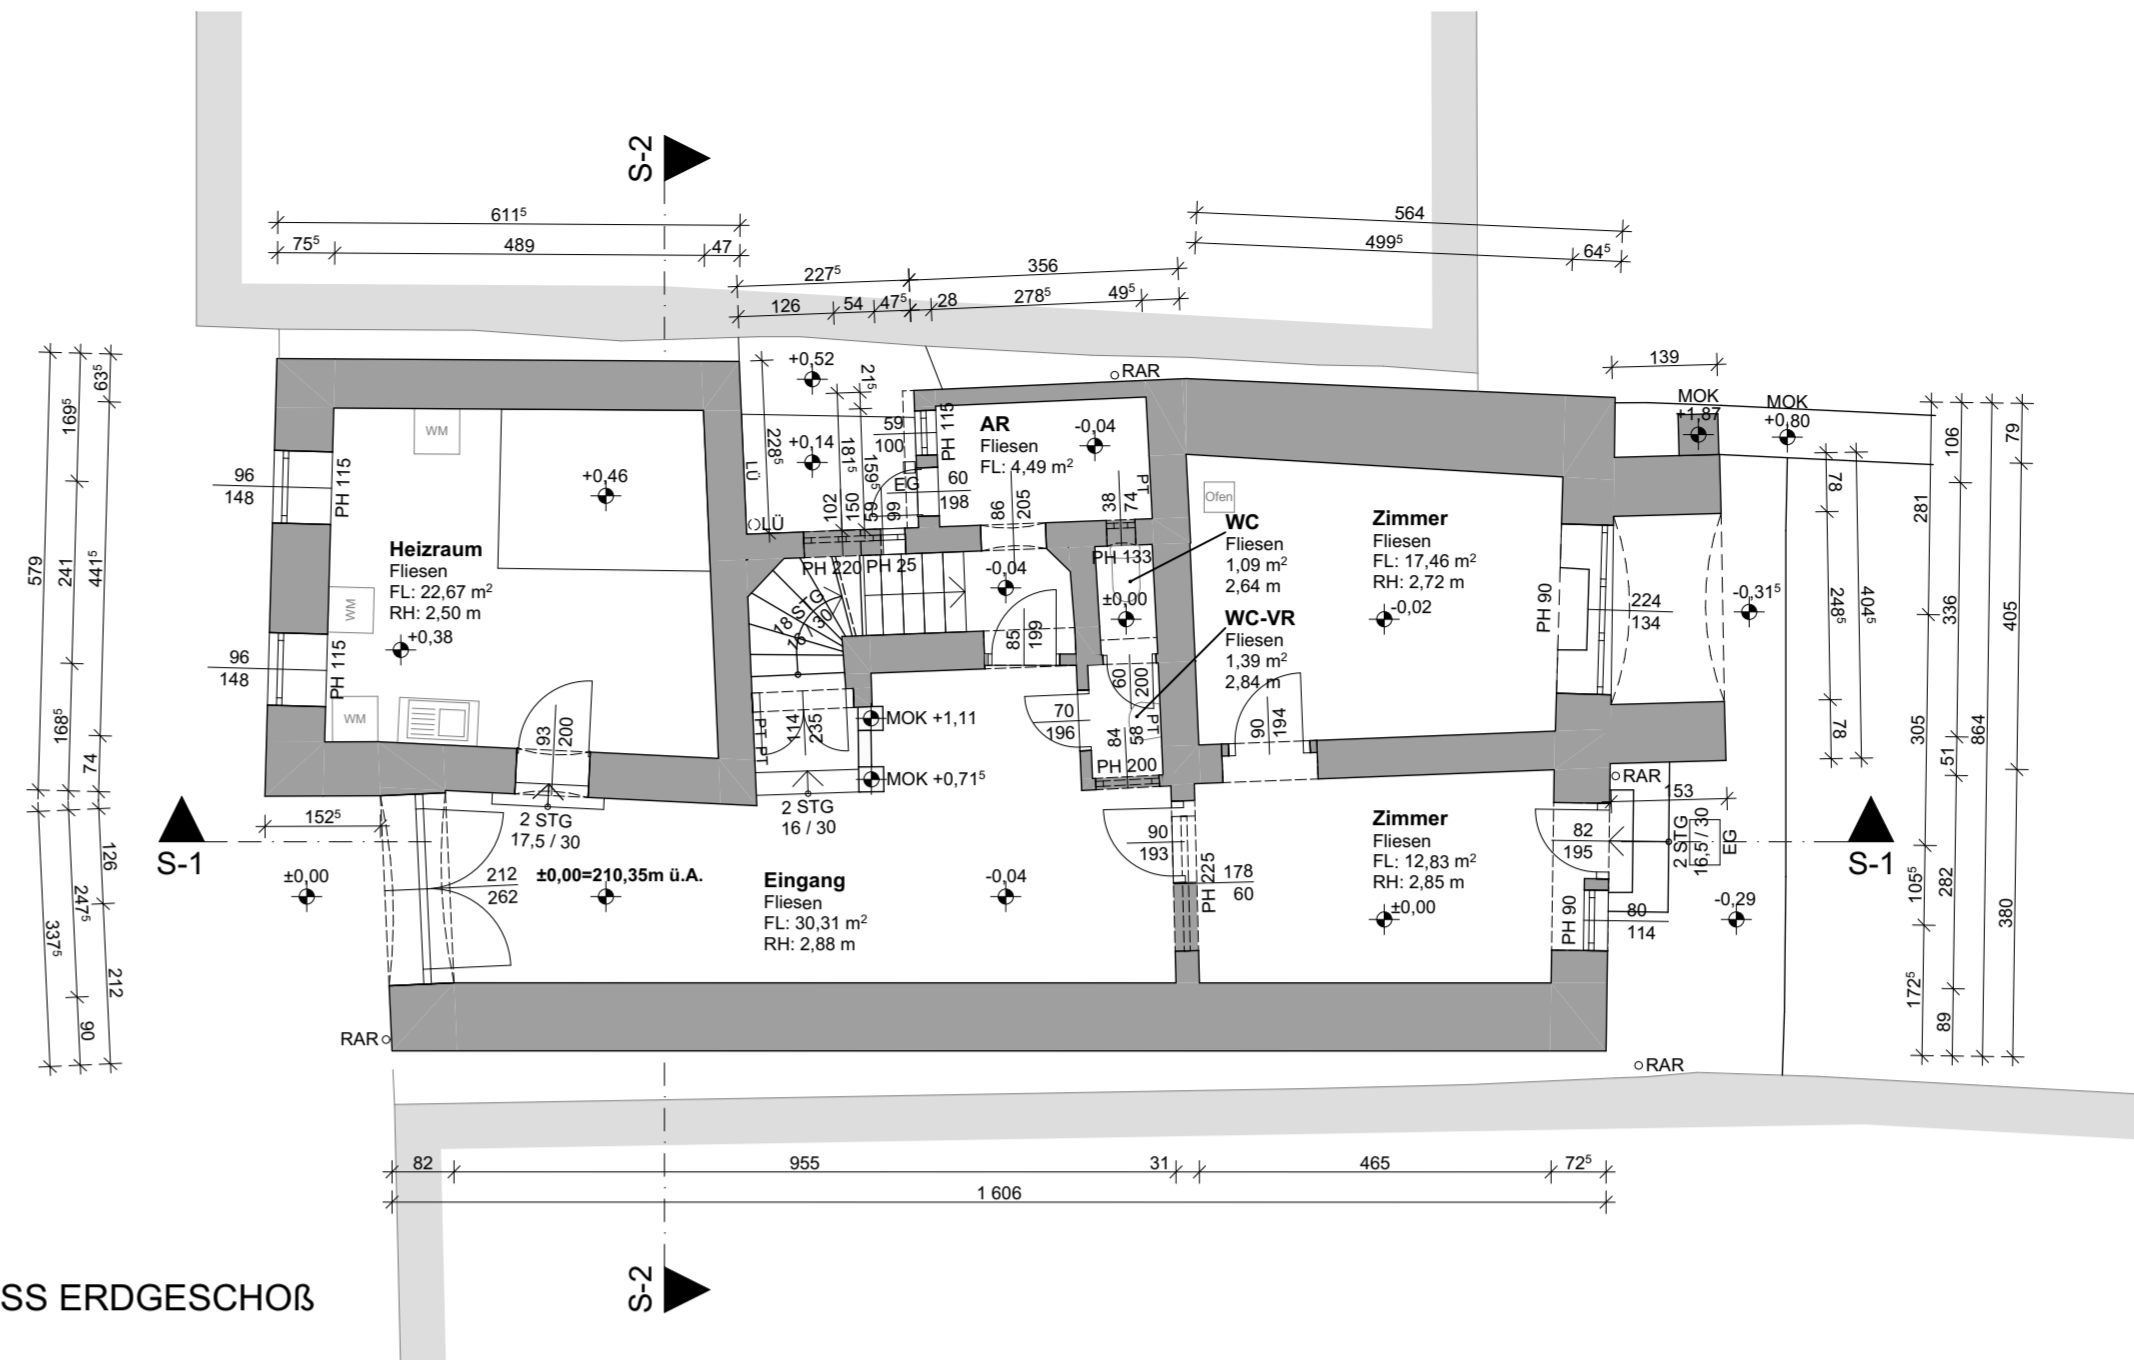 S-2
611⁵
75⁵
489
47
564
499⁵
64⁵
227⁵
356
126
54
47⁵
28
278⁵
49⁵
139
579
169⁵
241
168⁵
63⁵
441⁵
74
337⁵
247⁵
90
126
212
96
148
PH 115
96
148
PH 115
WM
WM
WM
+0,46
Heizraum
Fliesen
FL: 22,67 m²
RH: 2,50 m
+0,38
93
200
2 STG
17,5 / 30
152⁵
S-1
±0,00
212
262
±0,00=210,35m ü.A.
+0,52
21⁵
228⁵
+0,14
181⁵
159⁵
LÜ
LÜ
102
150
59
66
59
100
PH 115
EG
60
198
PH 220
PH 25
18 STG
16 / 30
AR
Fliesen
FL: 4,49 m²
-0,04
86
205
38
74
PT
RAR
PH 133
-0,04
±0,00
85
199
60
200
70
196
84
58
PT
PH 200
PT
PT
114
235
MOK +1,11
MOK +0,71⁵
2 STG
16 / 30
Eingang
Fliesen
FL: 30,31 m²
RH: 2,88 m
-0,04
90
193
PH 225
178
60
Ofen
WC
Fliesen
1,09 m²
2,64 m
WC-VR
Fliesen
1,39 m²
2,84 m
Zimmer
Fliesen
FL: 17,46 m²
RH: 2,72 m
-0,02
90
194
PH 90
224
134
Zimmer
Fliesen
FL: 12,83 m²
RH: 2,85 m
±0,00
82
195
PH 90
80
114
MOK
+1,87
MOK
+0,80
-0,31⁵
RAR
153
2 STG
16,5 / 30
EG
-0,29
S-1
78
248⁵
78
404⁵
281
305
105⁵
172⁵
106
336
51
282
89
864
79
405
380
RAR
RAR
82
955
31
465
72⁵
1 606
S-2
SS ERDGESCHOß